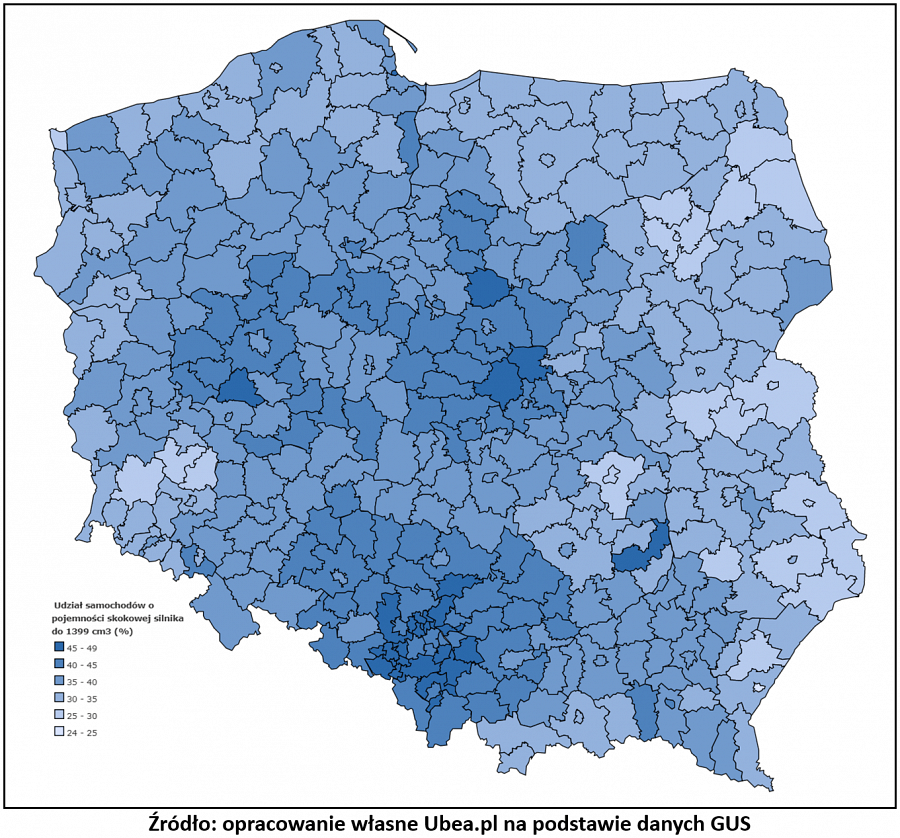 Udział samochodów o
pojemności skokowej silnika
do 1399 cm3 (%)
45 - 49
40 - 45
35 - 40
30 - 35
25 - 30
24 - 25
Źródło: opracowanie własne Ubea.pl na podstawie danych GUS